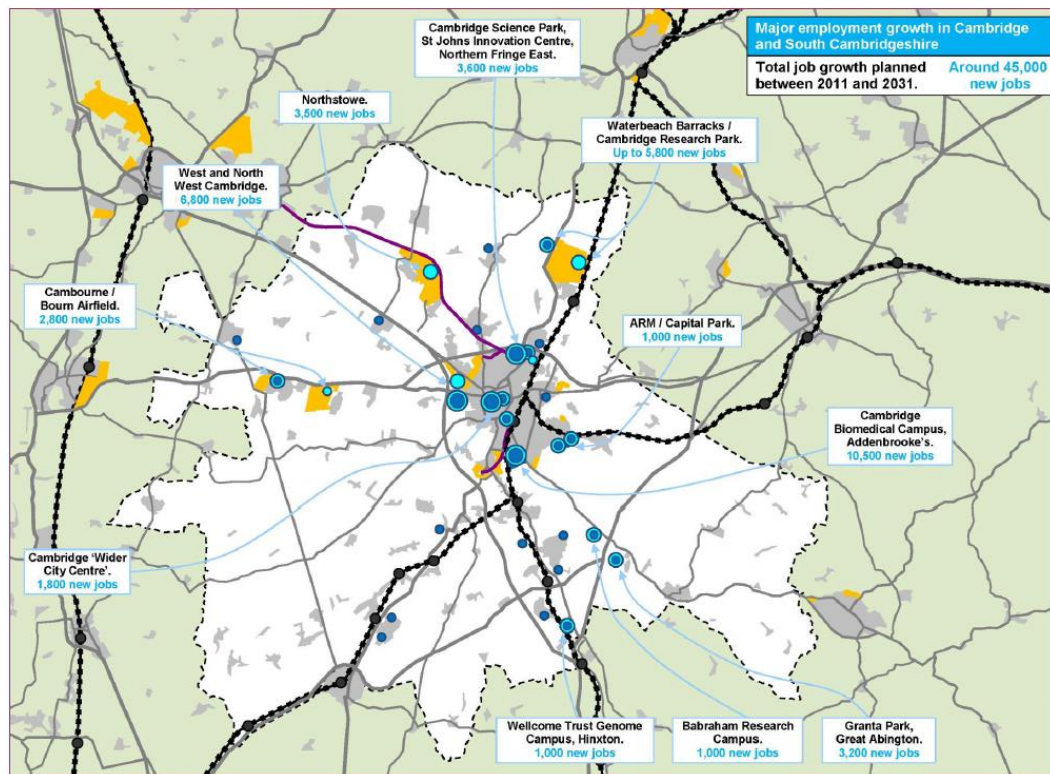 Major employment growth in Cambridge
and South Cambridgeshire
Total job growth planned
between 2011 and 2031.
Around 45,000
new jobs
Cambridge Science Park,
St Johns Innovation Centre,
Northern Fringe East.
3,600 new jobs
Northstowe.
3,500 new jobs
Waterbeach Barracks /
Cambridge Research Park.
Up to 5,800 new jobs
West and North
West Cambridge.
6,800 new jobs
Cambourne /
Bourn Airfield.
2,800 new jobs
ARM / Capital Park.
1,000 new jobs
Cambridge
Biomedical Campus,
Addenbrooke's.
10,500 new jobs
Cambridge 'Wider
City Centre'.
1,800 new jobs
Wellcome Trust Genome
Campus, Hinxton.
1,000 new jobs
Babraham Research
Campus.
1,000 new jobs
Granta Park,
Great Abington.
3,200 new jobs